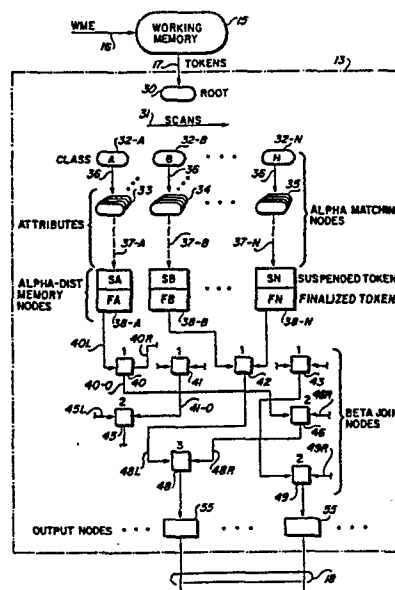 WME
16
WORKING MEMORY
15
17 TOKENS
13
30 ROOT
31 SCANS
32-A 32-B 32-N
CLASS A B • • • N
36 36 36
33 34 35
ATTRIBUTES ALPHA MATCHING NODES
37-A 37-B 37-N
ALPHA-DIST MEMORY NODES
SA SB SN SUSPENDED TOKEN
FA FB FN FINALIZED TOKEN
38-A 38-B 38-N
40L 40R
1 1 1 1
40 41 42 43
40-0 41-0 46R
45L 2 2
45 46
BETA JOIN NODES
3 2 49R
48L 48R
48 49
55 55
OUTPUT NODES • • • • • • • • •
18